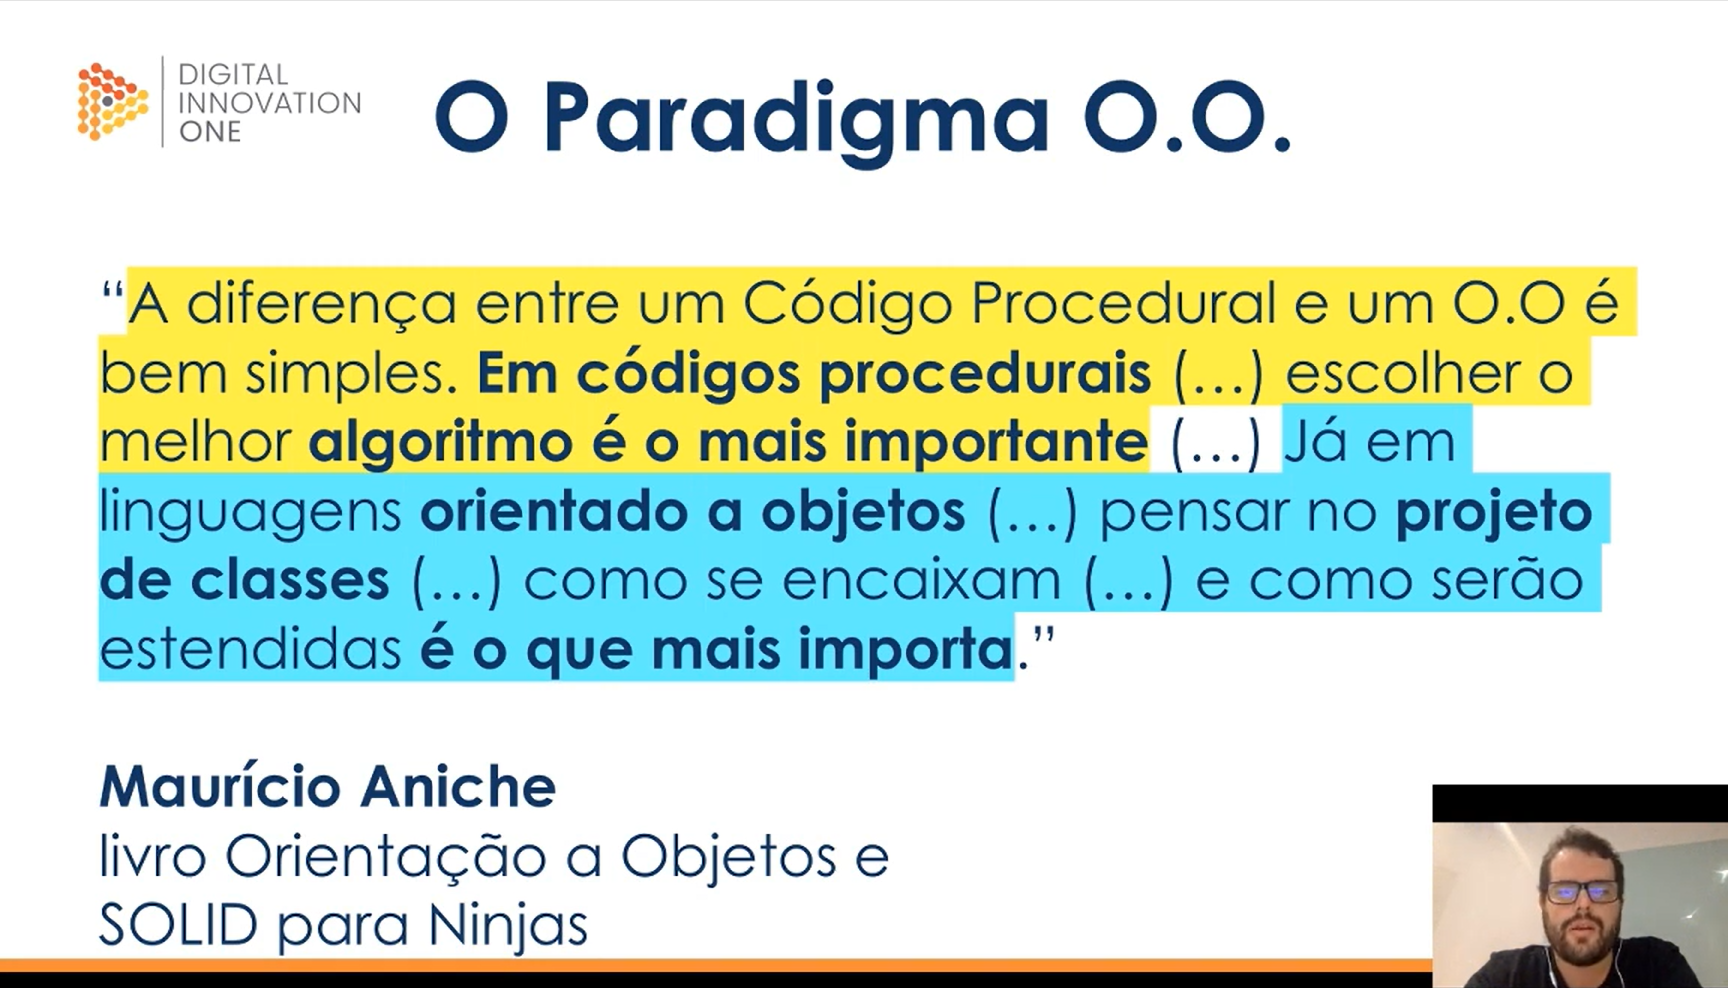 DIGITAL
INNOVATION
ONE
O Paradigma O.O.
“A diferença entre um Código Procedural e um O.O é
bem simples. Em códigos procedurais (...) escolher o
melhor algoritmo é o mais importante (...) Já em
linguagens orientado a objetos (...) pensar no projeto
de classes (...) como se encaixam (...) e como serão
estendidas é o que mais importa.”
Maurício Aniche
livro Orientação a Objetos e
SOLID para Ninjas